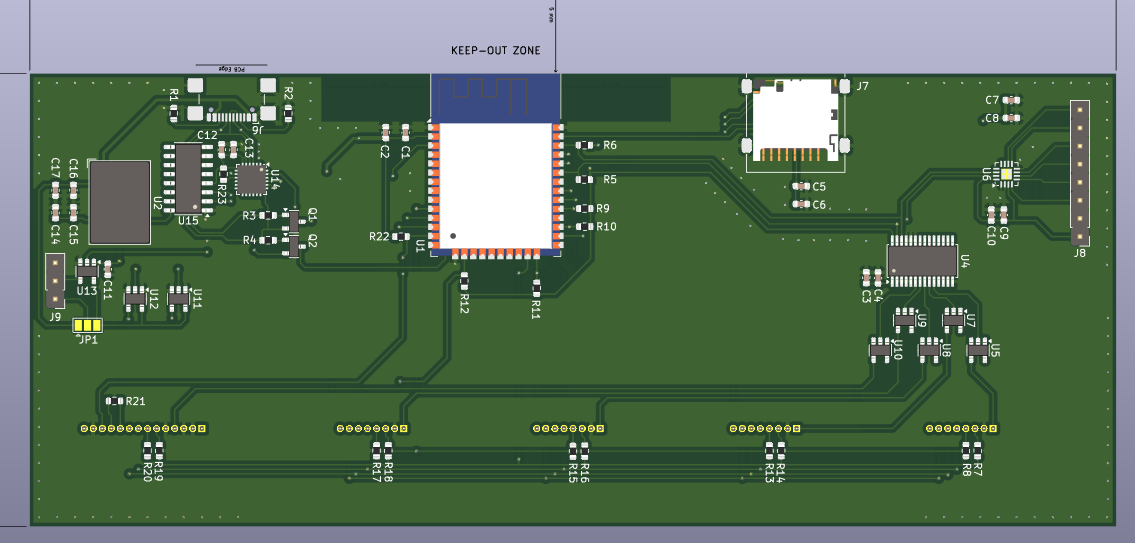 5 mm
KEEP-OUT ZONE
PCB Edge
J7
R1
R2
J6
C7
C8
C12
C13
C2
C1
R6
U14
U6
C17
C16
R23
R5
C5
U2
C6
R3
Q1
R9
U15
R10
C14
C15
R4
Q2
R22
U1
C10
C9
J8
U4
U13
C11
R12
R11
C3
C4
U12
U11
J9
JP1
U9
U7
U10
U8
U5
R21
R20
R19
R17
R18
R15
R16
R13
R14
R8
R7